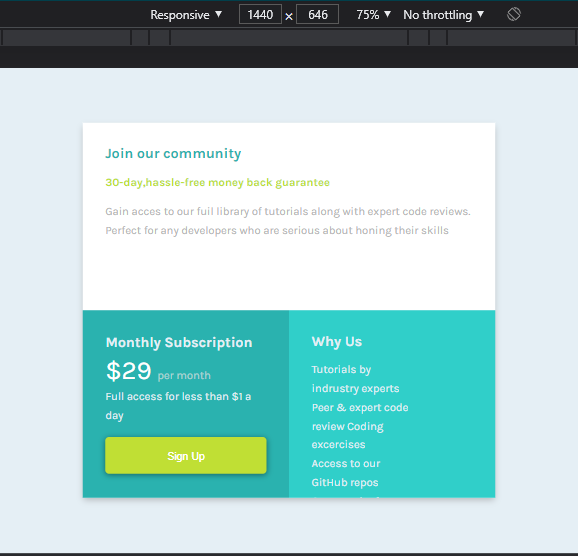 Responsive ▼ 1440 × 646 75% ▼ No throttling ▼
Join our community
30-day,hassle-free money back guarantee
Gain acces to our fuil library of tutorials along with expert code reviews.
Perfect for any developers who are serious about honing their skills
Monthly Subscription
$29 per month
Full access for less than $1 a
day
Sign Up
Why Us
Tutorials by
indrustry experts
Peer & expert code
review Coding
excercises
Access to our
GitHub repos